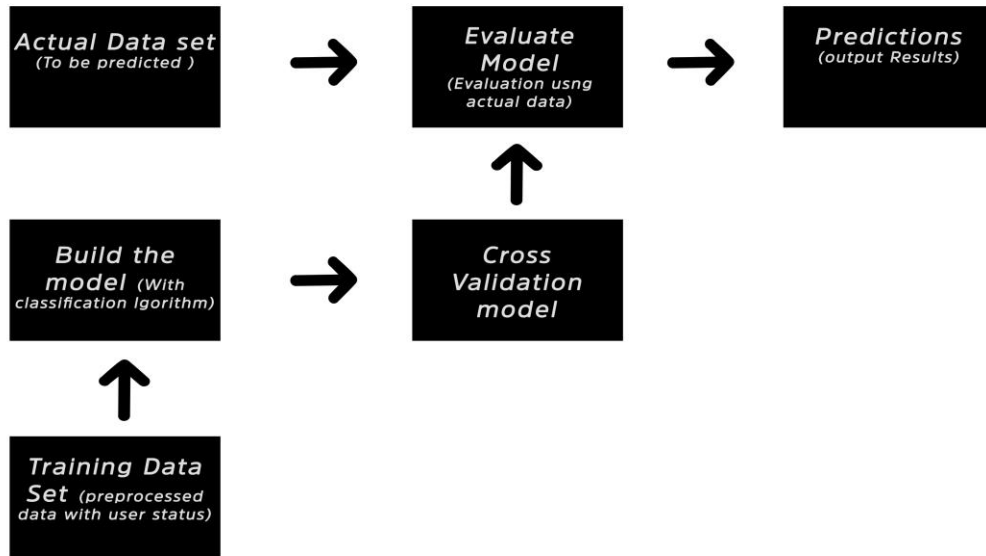 Actual Data set
(To be predicted )
Evaluate
Model
(Evaluation usng
actual data)
Predictions
(output Results)
Build the
model (With
classification lgorithm)
Cross
Validation
model
Training Data
Set (preprocessed
data with user status)